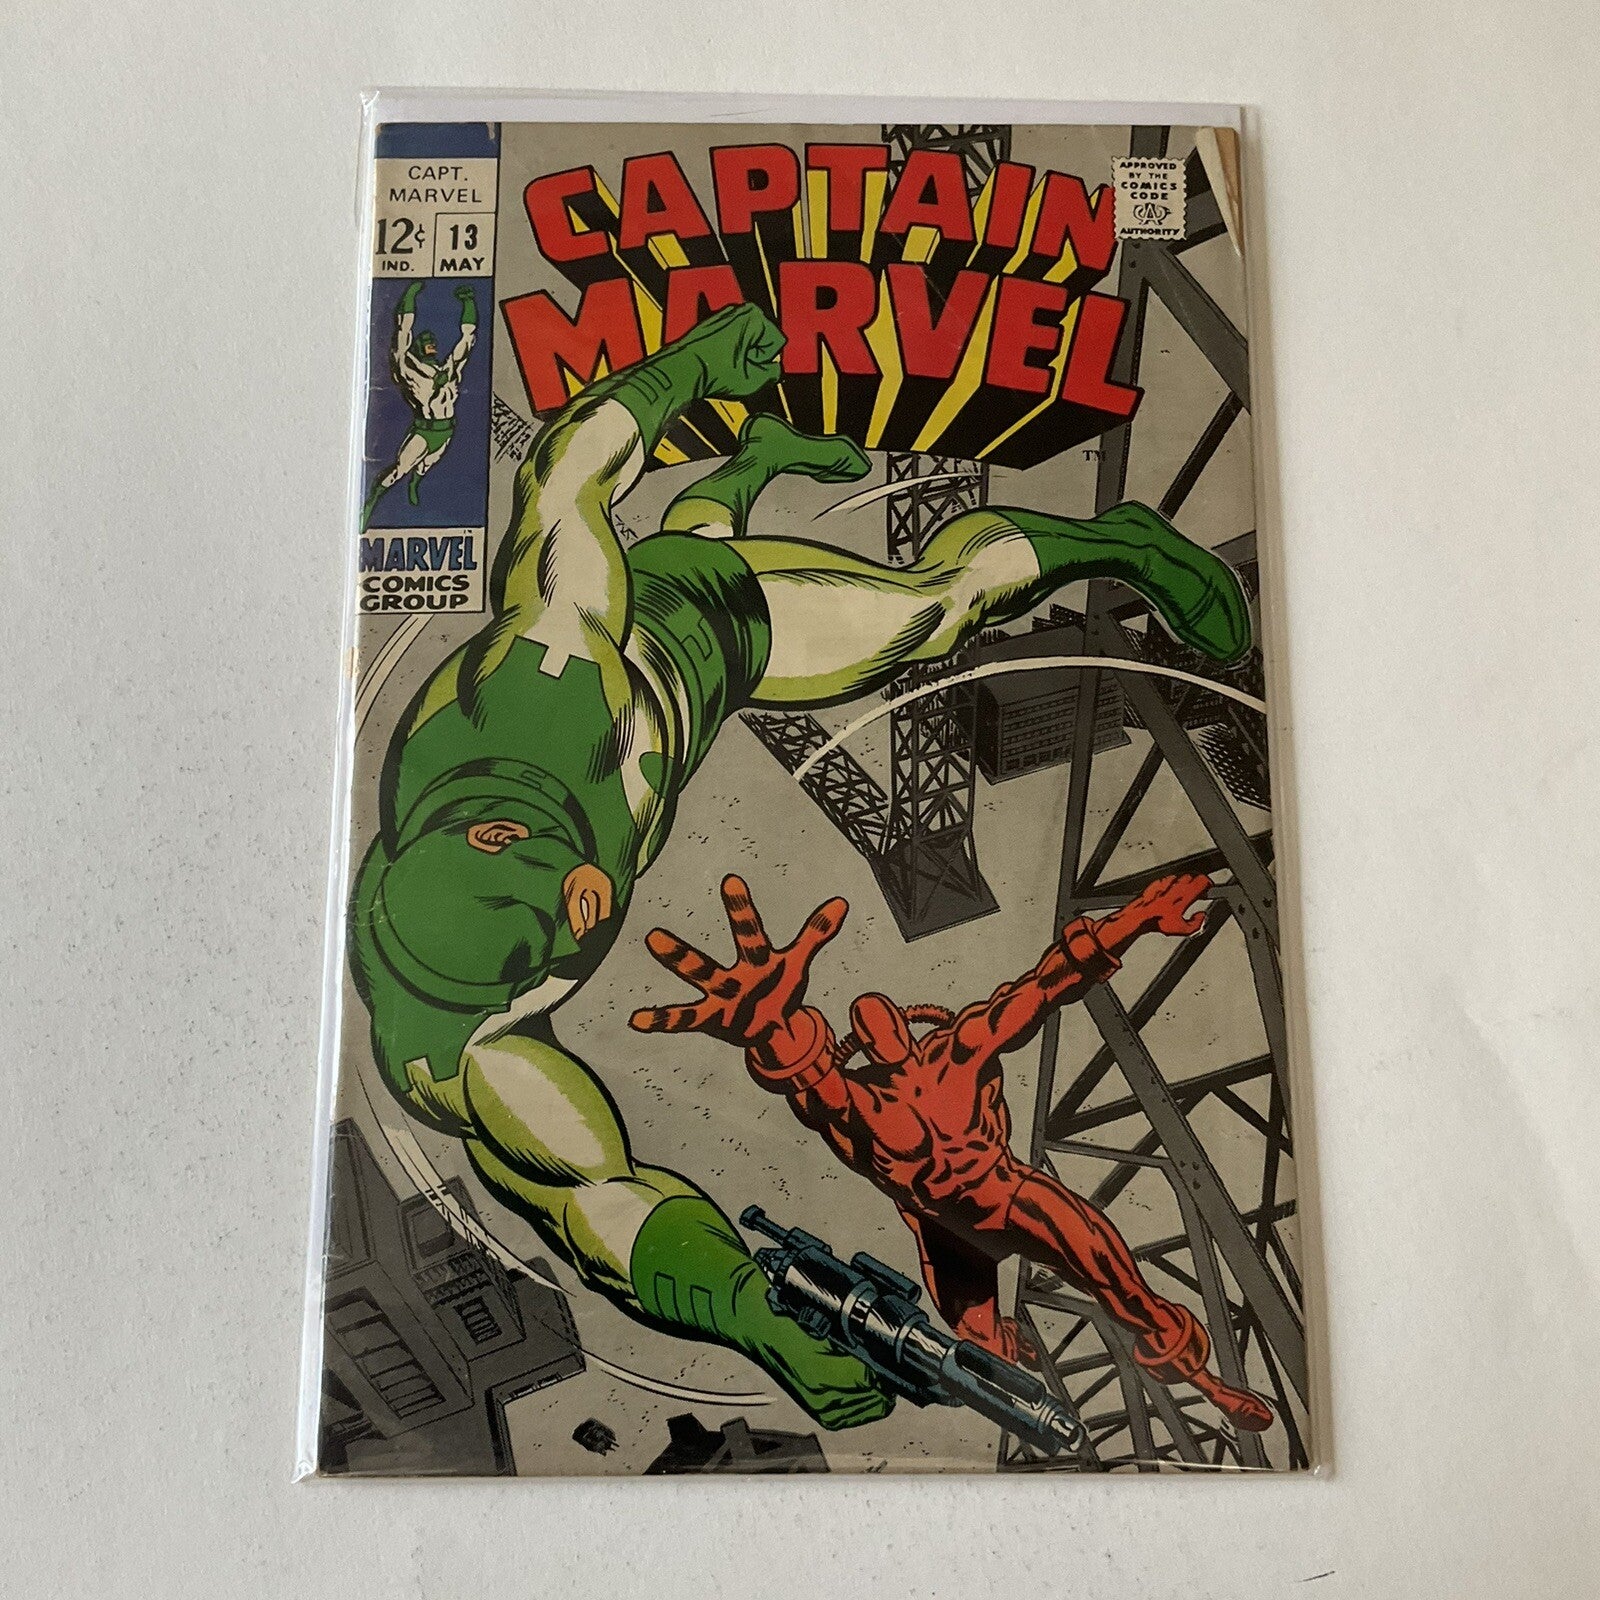 CAPT.
MARVEL
12¢
IND.
13
MAY
MARVEL
COMICS
GROUP
CAPTAIN
MARVEL
TM
APPROVED
BY THE
COMICS
CODE
CA
AUTHORITY